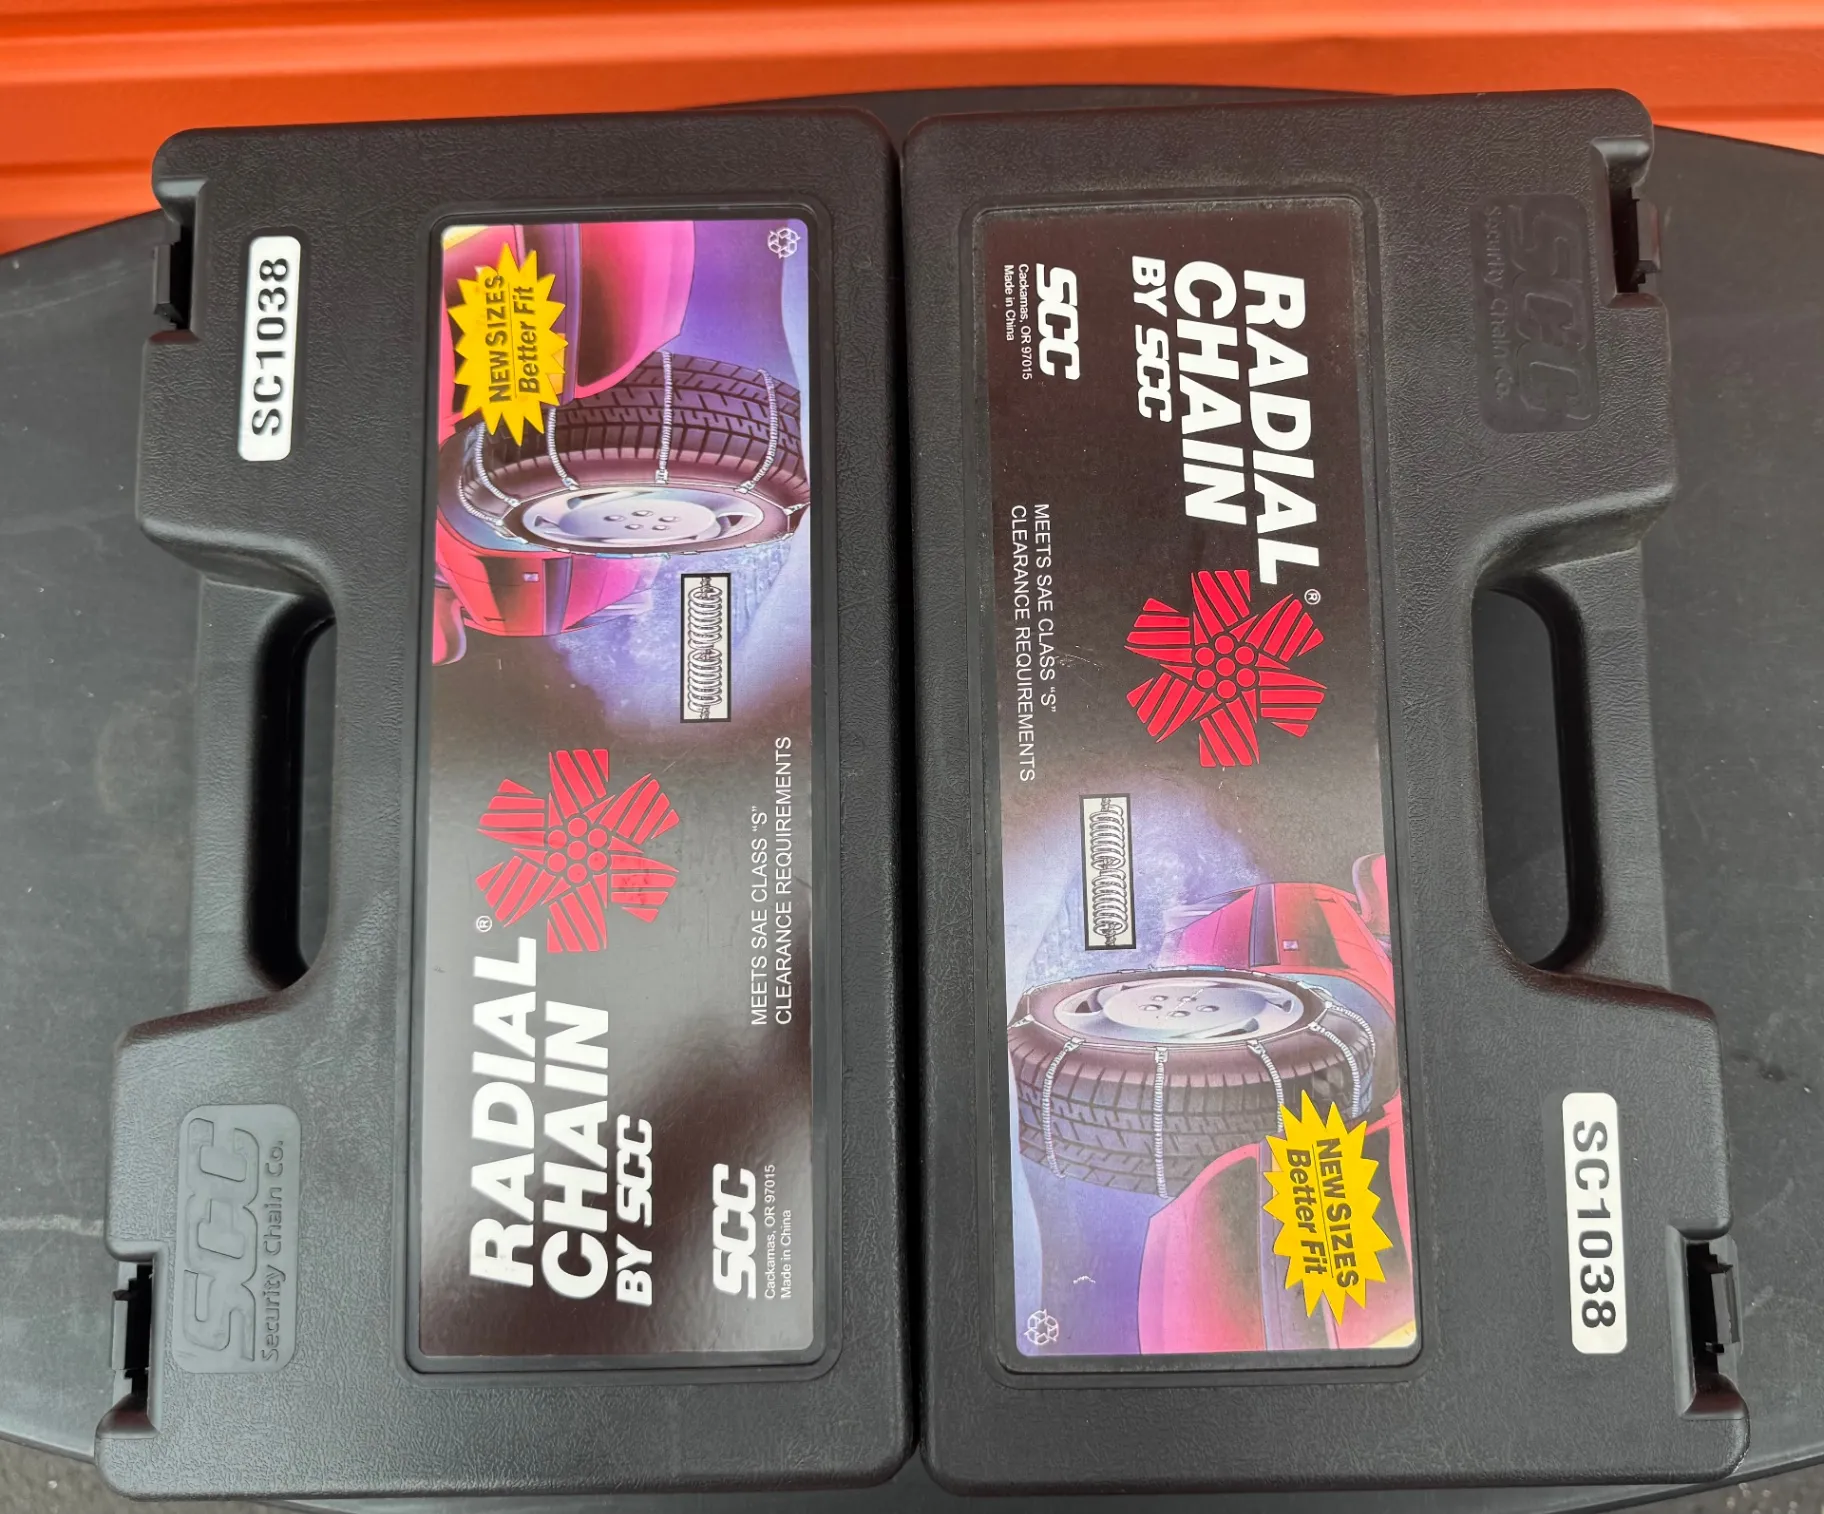 SC1038
NEW SIZES
Better Fit
RADIAL
CHAIN
BY SCC
®
MEETS SAE CLASS "S"
CLEARANCE REQUIREMENTS
SCC
Cackamas, OR 97015
Made in China
SCC
Security Chain Co.
RADIAL
CHAIN
BY SCC
®
SCC
Cackamas, OR 97015
Made in China
MEETS SAE CLASS "S"
CLEARANCE REQUIREMENTS
NEW SIZES
Better Fit
SCC
Security Chain Co.
SC1038